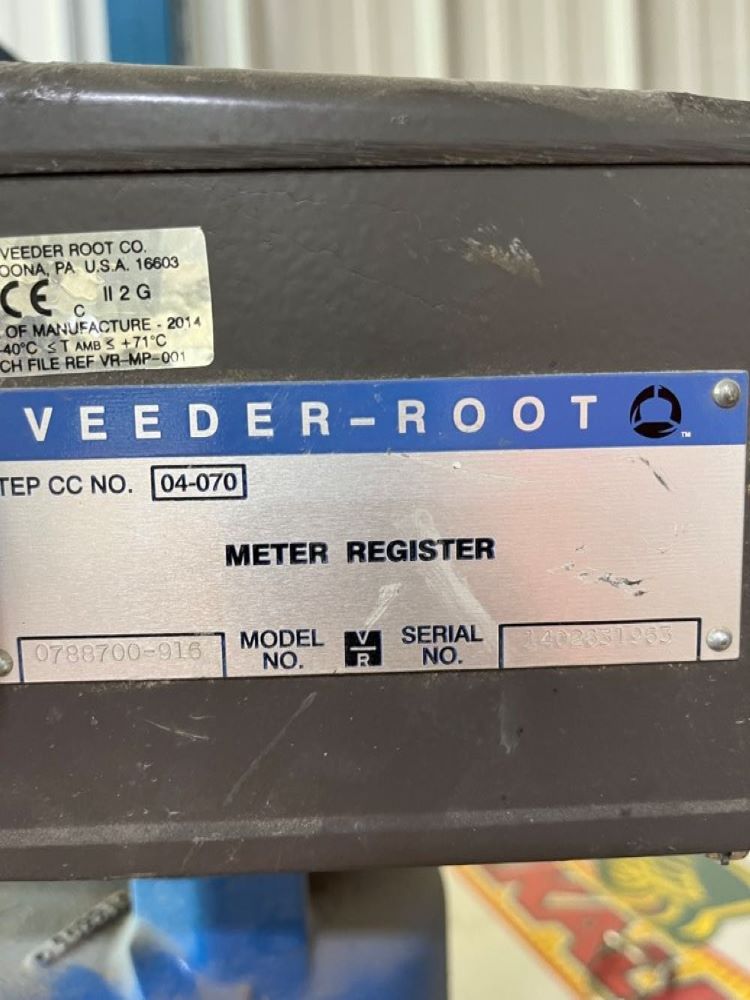 VEEDER ROOT CO.
OONA, PA U.S.A. 16603
CE II 2 G
C
OF MANUFACTURE - 2014
-40°C ≤ T AMB ≤ +71°C
CH FILE REF VR-MP-001
VEEDER-ROOT
TM
TEP CC NO. 04-070
METER REGISTER
0788700-916 MODEL NO. V/R SERIAL NO.